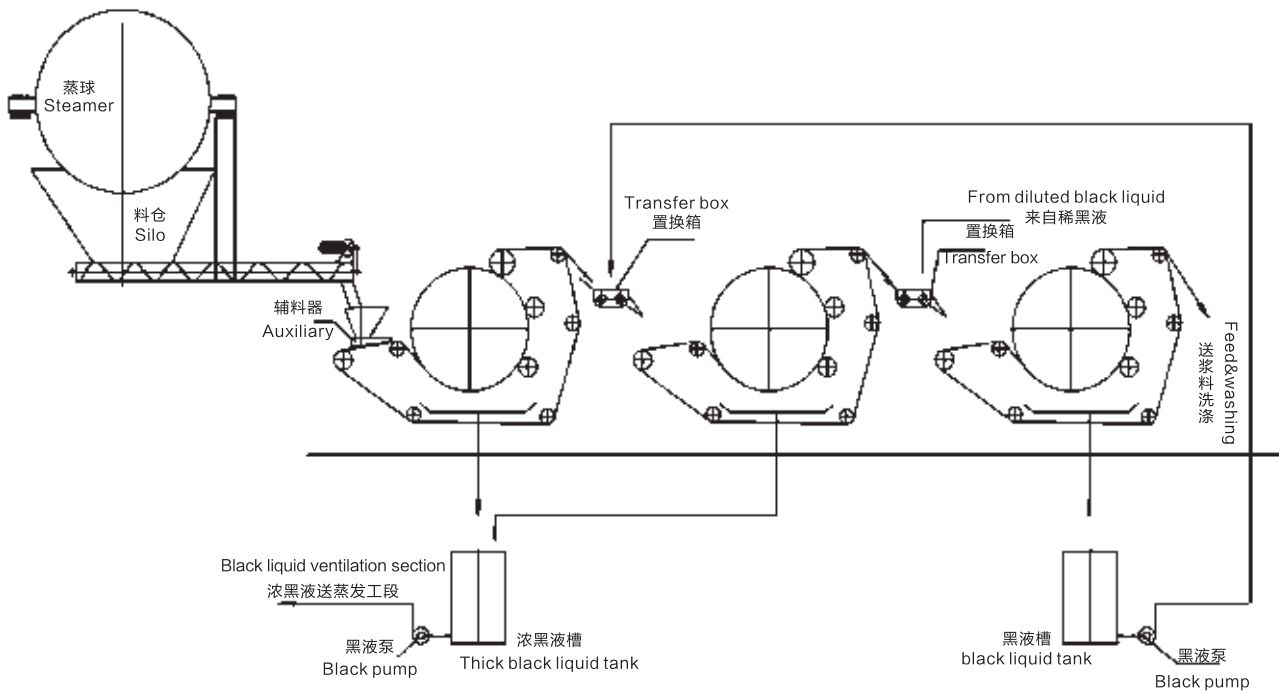 蒸球
Steamer
料仓
Silo
辅料器
Auxiliary
Transfer box
置换箱
From diluted black liquid
来自稀黑液
置换箱
Transfer box
Feed&washing
送浆料洗涤
Black liquid ventilation section
浓黑液送蒸发工段
黑液泵
Black pump
浓黑液槽
Thick black liquid tank
黑液槽
black liquid tank
黑液泵
Black pump